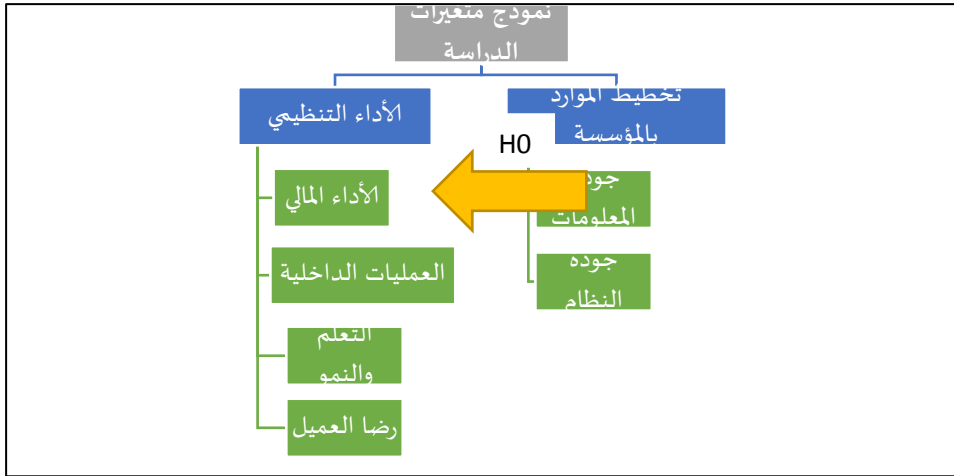 نموذج متغيرات
الدراسة
تخطيط الموارد
بالمؤسسة
الأداء التنظيمي
H0
جودة
المعلومات
جوده
النظام
الأداء المالي
العمليات الداخلية
التعلم
والنمو
رضا العميل